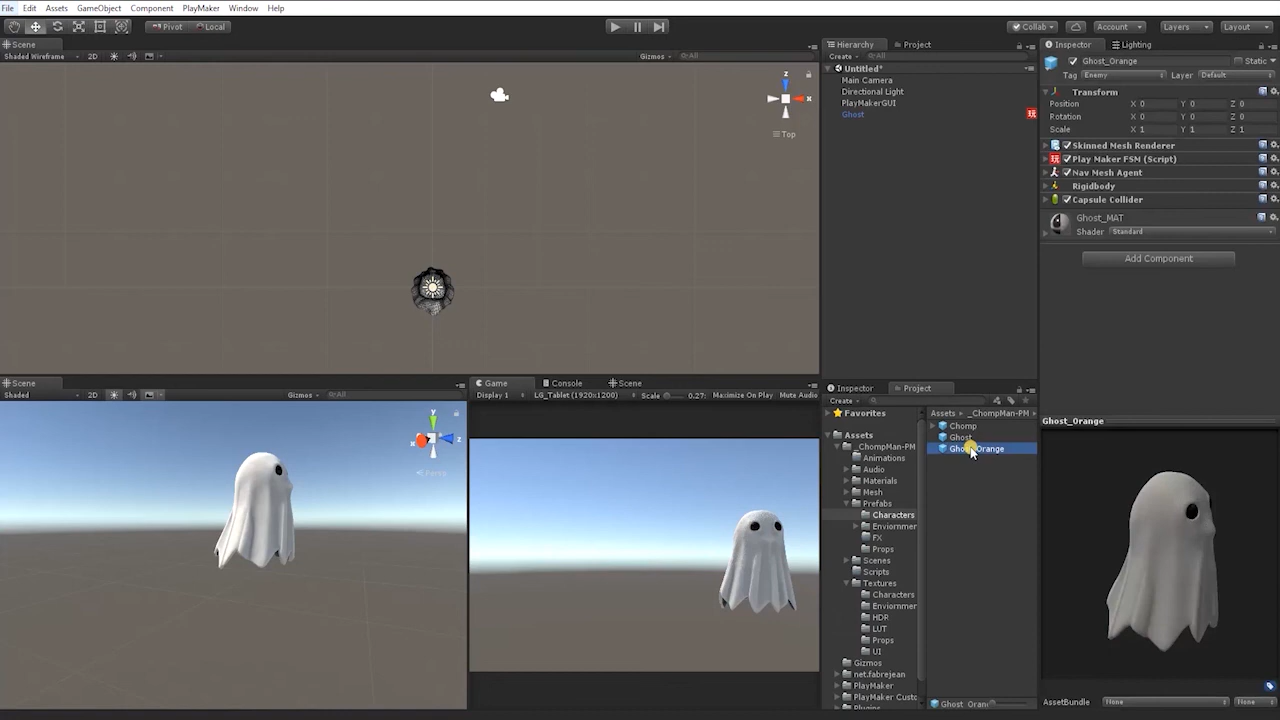 File Edit Assets GameObject Component PlayMaker Window Help
Pivot Local Collab Account Layers Layout
Scene
Shaded Wireframe 2D Gizmos All
z
x
Top
Hierarchy Project
Create All
Untitled*
Main Camera
Directional Light
PlayMakerGUI
Ghost
Inspector Lighting
Ghost_Orange Static
Tag Enemy Layer Default
Transform
Position X 0 Y 0 Z 0
Rotation X 0 Y 0 Z 0
Scale X 1 Y 1 Z 1
Skinned Mesh Renderer
Play Maker FSM (Script)
Nav Mesh Agent
Rigidbody
Capsule Collider
Ghost_MAT
Shader Standard
Add Component
Scene
Shaded 2D Gizmos All
y
x z
Persp
Game Console Scene
Display 1 LG_Tablet (1920x1200) Scale 0.27: Maximize On Play Mute Audio
Inspector Project
Create
Favorites
Assets
_ChompMan-PM
Animations
Audio
Materials
Mesh
Prefabs
Characters
Enviornmer
FX
Props
Scenes
Scripts
Textures
Characters
Enviornmer
HDR
LUT
Props
UI
Gizmos
net.fabrejean
PlayMaker
PlayMaker Custo
Plugins
Assets _ChompMan-PM
Chomp
Ghost
Ghost_Orange
Ghost_Oran
Ghost_Orange
AssetBundle None None